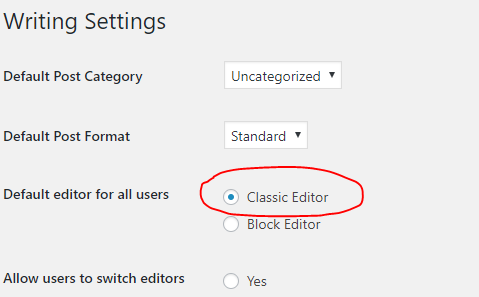 Writing Settings
Default Post Category Uncategorized
Default Post Format Standard
Default editor for all users Classic Editor
Block Editor
Allow users to switch editors Yes